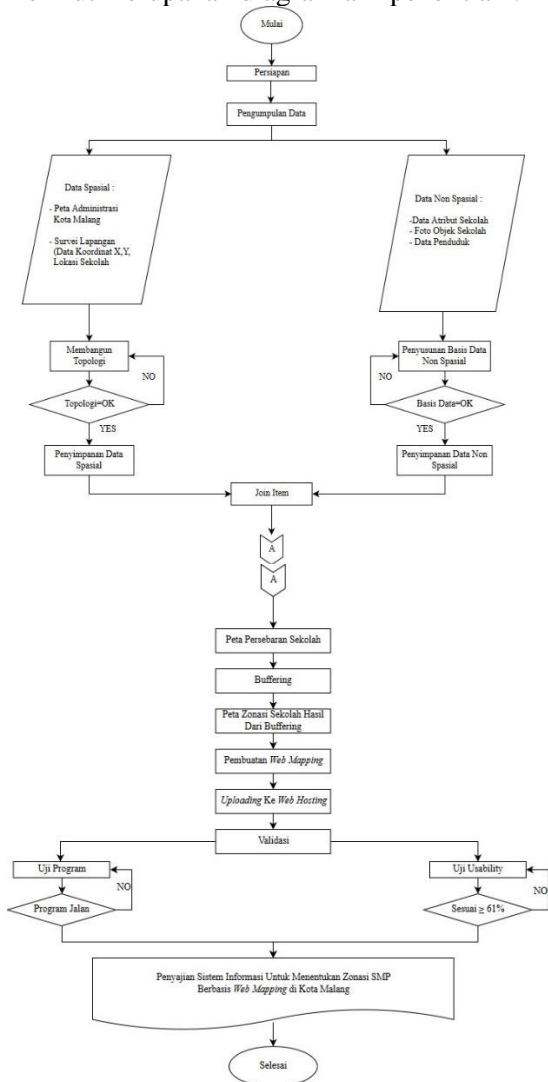 Mulai
Persiapan
Pengumpulan Data
Data Spasial :
- Peta Administrasi
Kota Malang
- Survei Lapangan
(Data Koordinat X,Y,
Lokasi Sekolah
Data Non Spasial :
-Data Atribut Sekolah
- Foto Objek Sekolah
- Data Penduduk
Membangun
Topologi
NO
Topologi=OK
YES
Penyimpanan Data
Spasial
Penyusunan Basis Data
Non Spasial
NO
Basis Data=OK
YES
Penyimpanan Data Non
Spasial
Join Item
A
A
Peta Persebaran Sekolah
Buffering
Peta Zonasi Sekolah Hasil
Dari Buffering
Pembuatan Web Mapping
Uploading Ke Web Hosting
Validasi
Uji Program
NO
Program Jalan
Uji Usability
NO
Sesuai ≥ 61%
Penyajian Sistem Informasi Untuk Menentukan Zonasi SMP
Berbasis Web Mapping di Kota Malang
Selesai